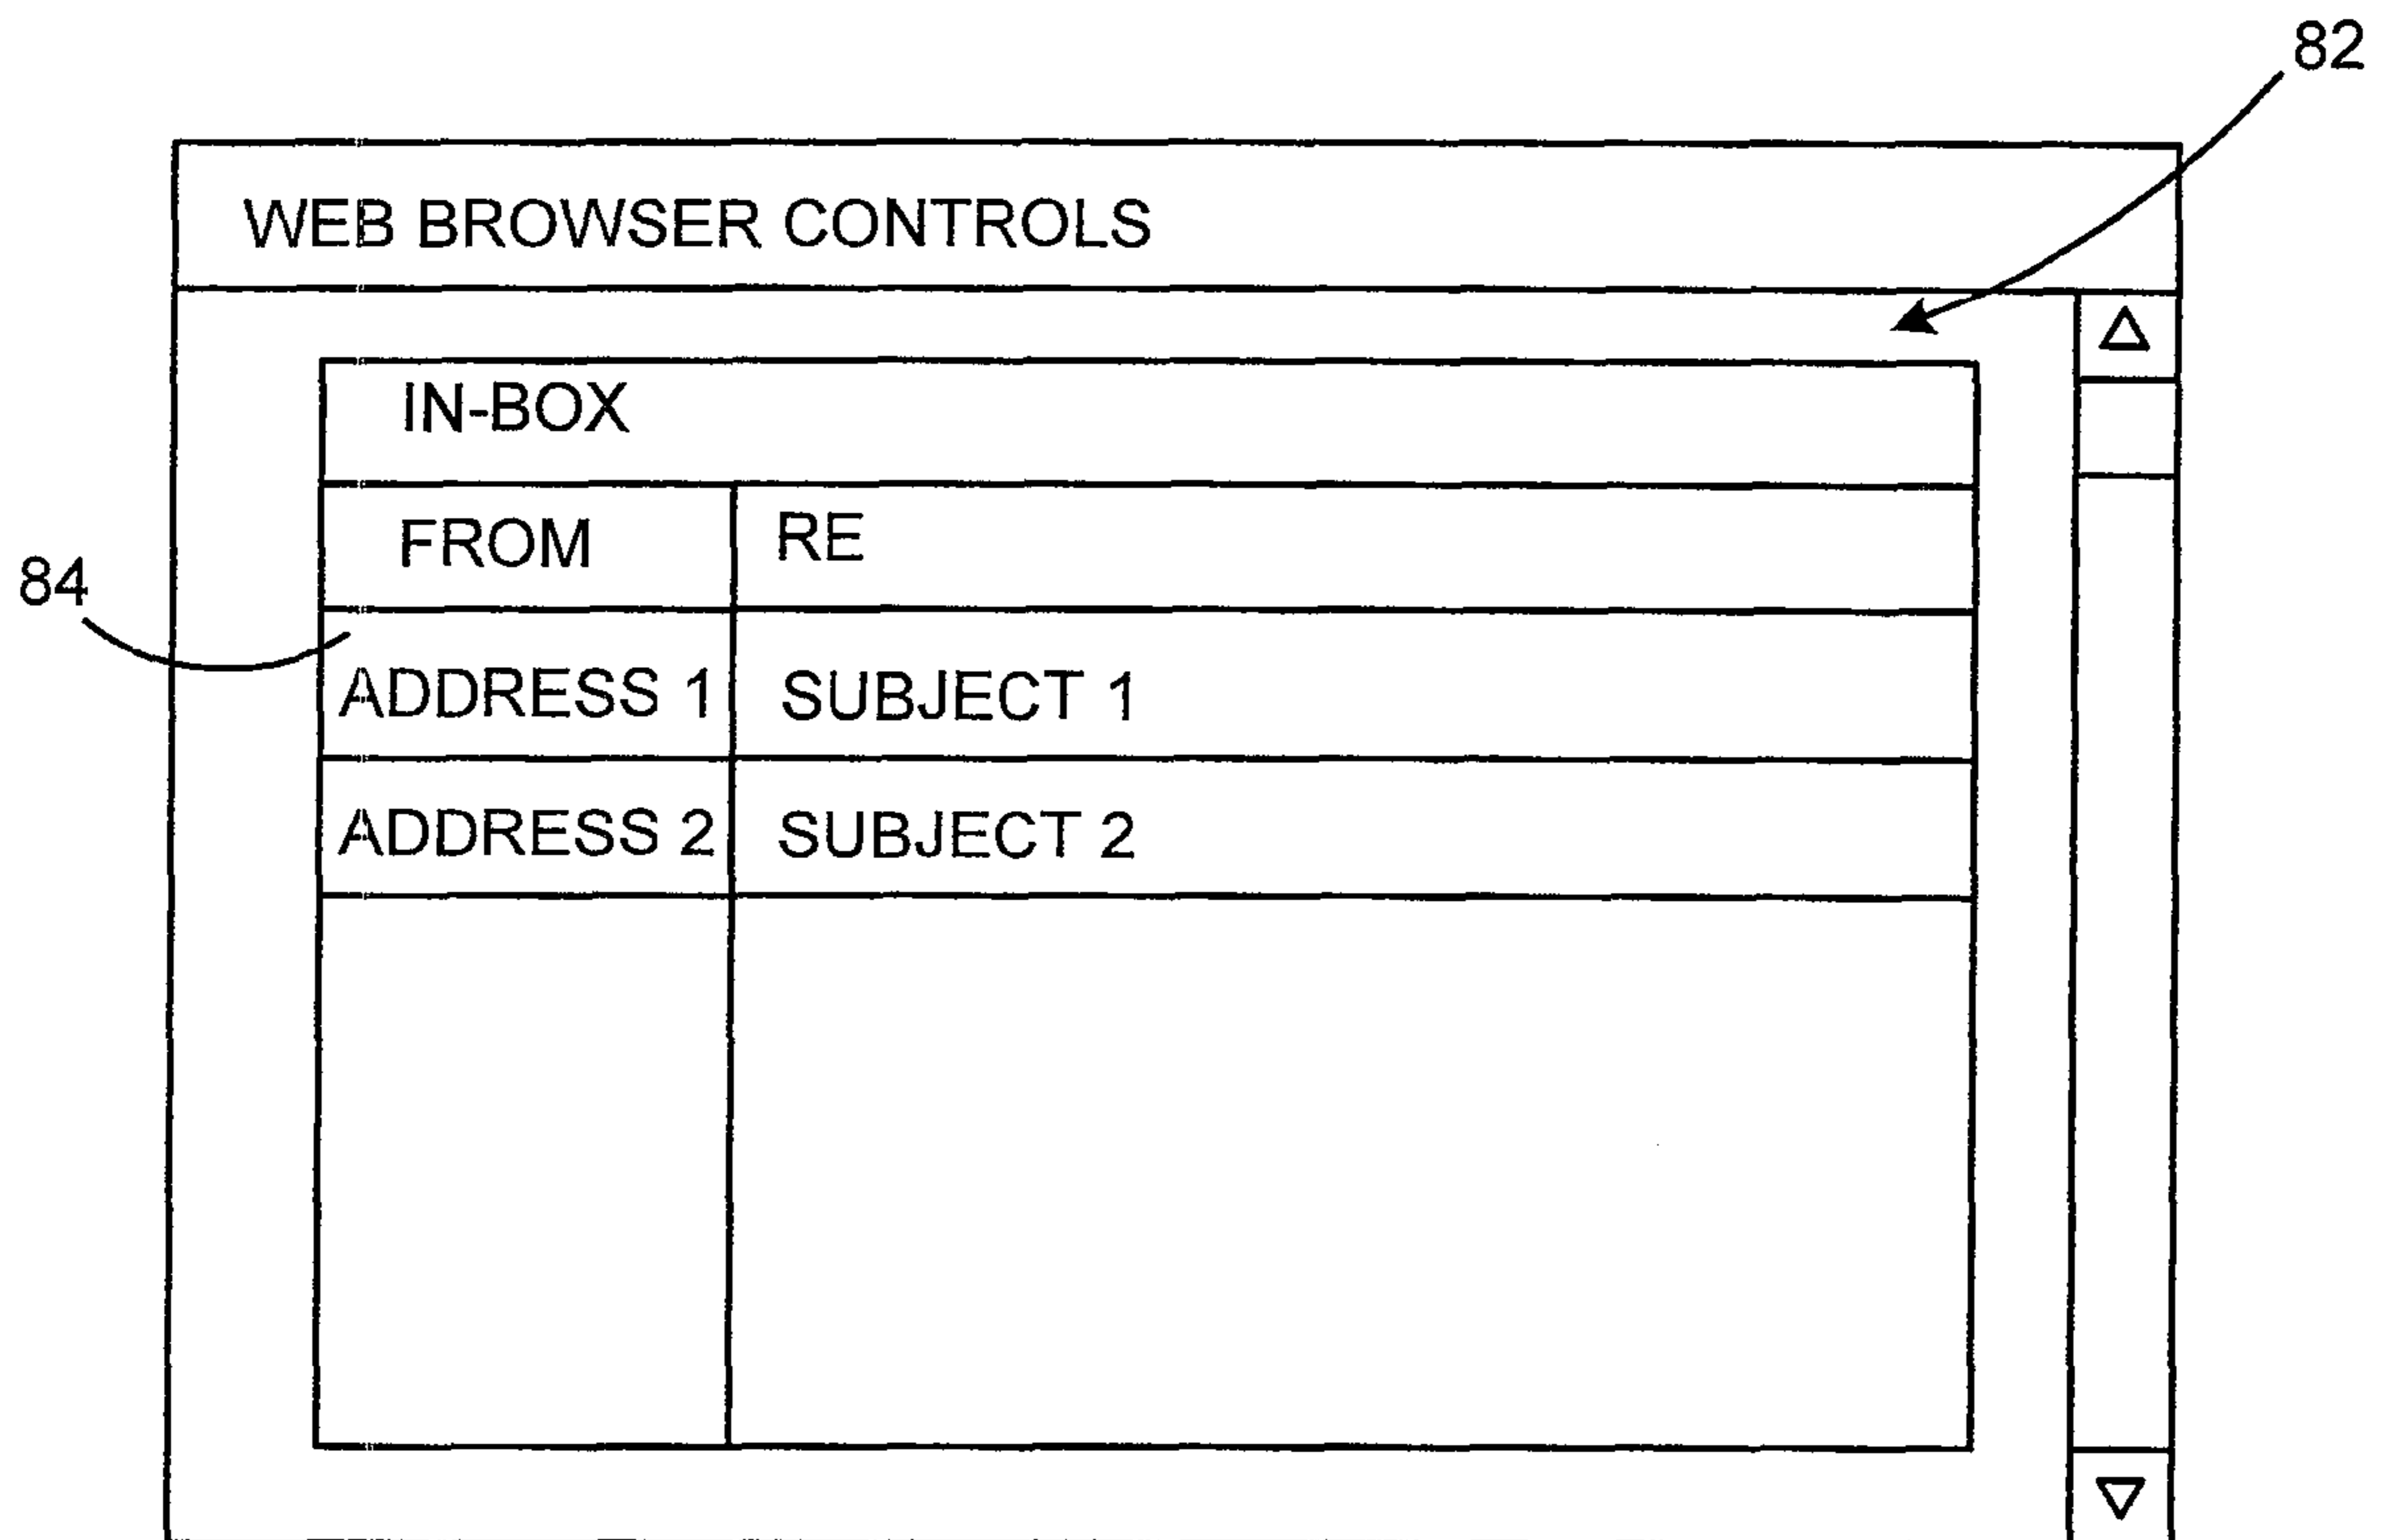 82
WEB BROWSER CONTROLS
IN-BOX
FROM RE
84
ADDRESS 1 SUBJECT 1
ADDRESS 2 SUBJECT 2